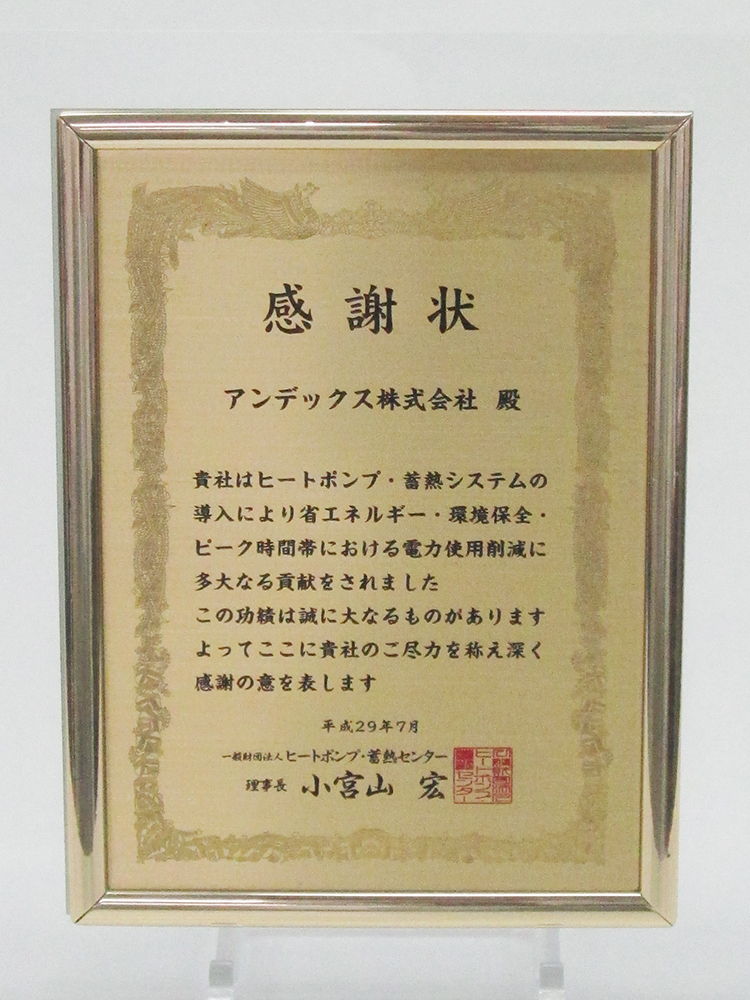 感謝状
アンデックス株式会社 殿
貴社はヒートポンプ・蓄熱システムの
導入により省エネルギー・環境保全・
ピーク時間帯における電力使用削減に
多大なる貢献をされました
この功績は誠に大なるものがあります
よってここに貴社のご尽力を称え深く
感謝の意を表します
平成29年7月
一般財団法人ヒートポンプ・蓄熱センター
理事長 小宮山 宏